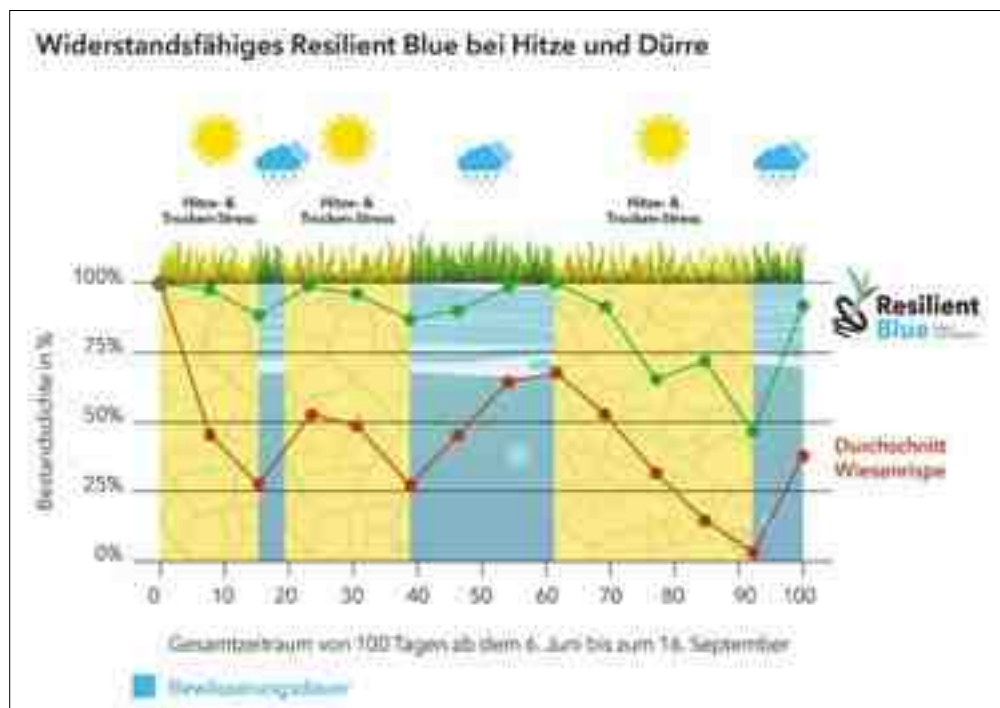 Widerstandsfähiges Resilient Blue bei Hitze und Dürre
Hitze- &
Trocken-Stress
Hitze- &
Trocken-Stress
Hitze- &
Trocken-Stress
100%
75%
50%
25%
0%
Bestandsdichte in %
Resilient
Blue
Durchschnitt
Wiesenrispe
0 10 20 30 40 50 60 70 80 90 100
Gesamtzeitraum von 100 Tagen ab dem 6. Juni bis zum 16. September
Bewässerungsdauer